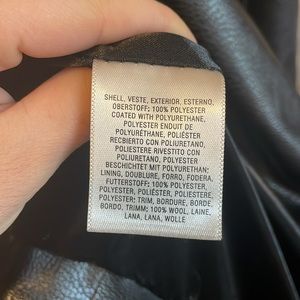 SHELL, VESTE, EXTERIOR, ESTERNO,
OBERSTOFF: 100% POLYESTER
COATED WITH POLYURETHANE,
POLYESTER ENDUIT DE
POLYURÉTHANE, POLIÉSTER
RECBIERTO CON POLIURETANO,
POLIESTERE RIVESTITO CON
POLIURETANO, POLYESTER
BESCHICHTET MIT POLYURETHAN;
LINING, DOUBLURE, FORRO, FODERA,
FUTTERSTOFF: 100% POLYESTER,
POLYESTER, POLIÉSTER, POLIESTERE,
POLYESTER; TRIM, BORDURE, BORDE,
BORDO, TRIMM: 100% WOOL, LAINE,
LANA, LANA, WOLLE